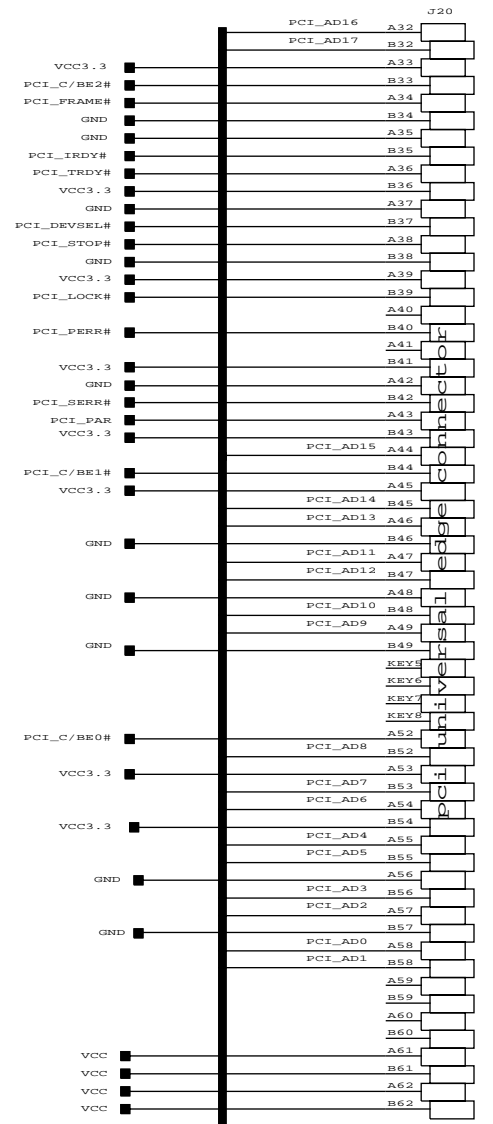 J20
PCI_AD16 A32
PCI_AD17 B32
VCC3.3 A33
PCI_C/BE2# B33
PCI_FRAME# A34
GND B34
GND A35
PCI_IRDY# B35
PCI_TRDY# A36
VCC3.3 B36
GND A37
PCI_DEVSEL# B37
PCI_STOP# A38
GND B38
VCC3.3 A39
PCI_LOCK# B39
A40
PCI_PERR# B40
A41
VCC3.3 B41
GND A42
PCI_SERR# B42
PCI_PAR A43
VCC3.3 B43
PCI_AD15 A44
PCI_C/BE1# B44
VCC3.3 A45
PCI_AD14 B45
PCI_AD13 A46
GND B46
PCI_AD11 A47
PCI_AD12 B47
GND A48
PCI_AD10 B48
PCI_AD9 A49
GND B49
KEY5
KEY6
KEY7
KEY8
PCI_C/BE0# A52
PCI_AD8 B52
VCC3.3 A53
PCI_AD7 B53
PCI_AD6 A54
VCC3.3 B54
PCI_AD4 A55
PCI_AD5 B55
GND A56
PCI_AD3 B56
PCI_AD2 A57
GND B57
PCI_AD0 A58
PCI_AD1 B58
A59
B59
A60
B60
VCC A61
VCC B61
VCC A62
VCC B62
pci universal edge connector